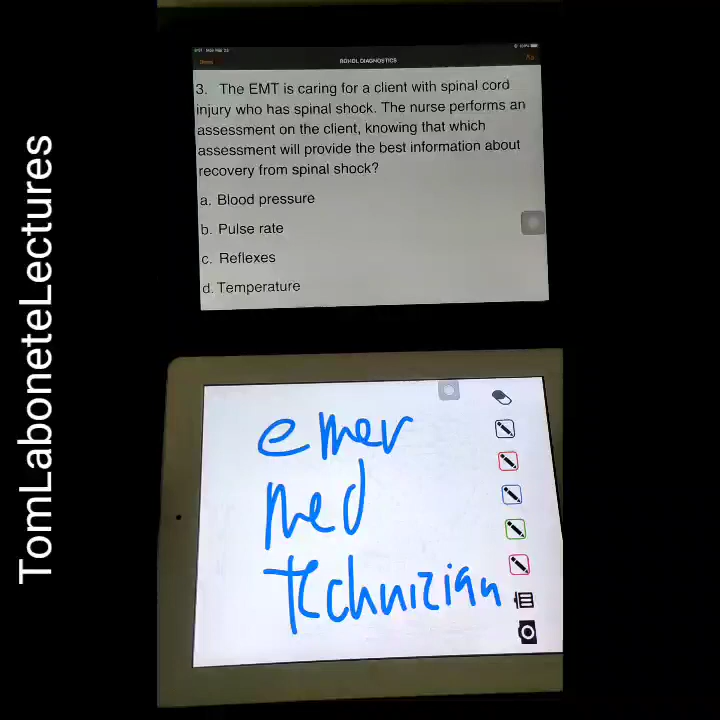 TomLaboneteLectures
Done
BOKOL DIAGNOSTICS
3. The EMT is caring for a client with spinal cord
injury who has spinal shock. The nurse performs an
assessment on the client, knowing that which
assessment will provide the best information about
recovery from spinal shock?
a. Blood pressure
b. Pulse rate
c. Reflexes
d. Temperature
emer
med
technizian